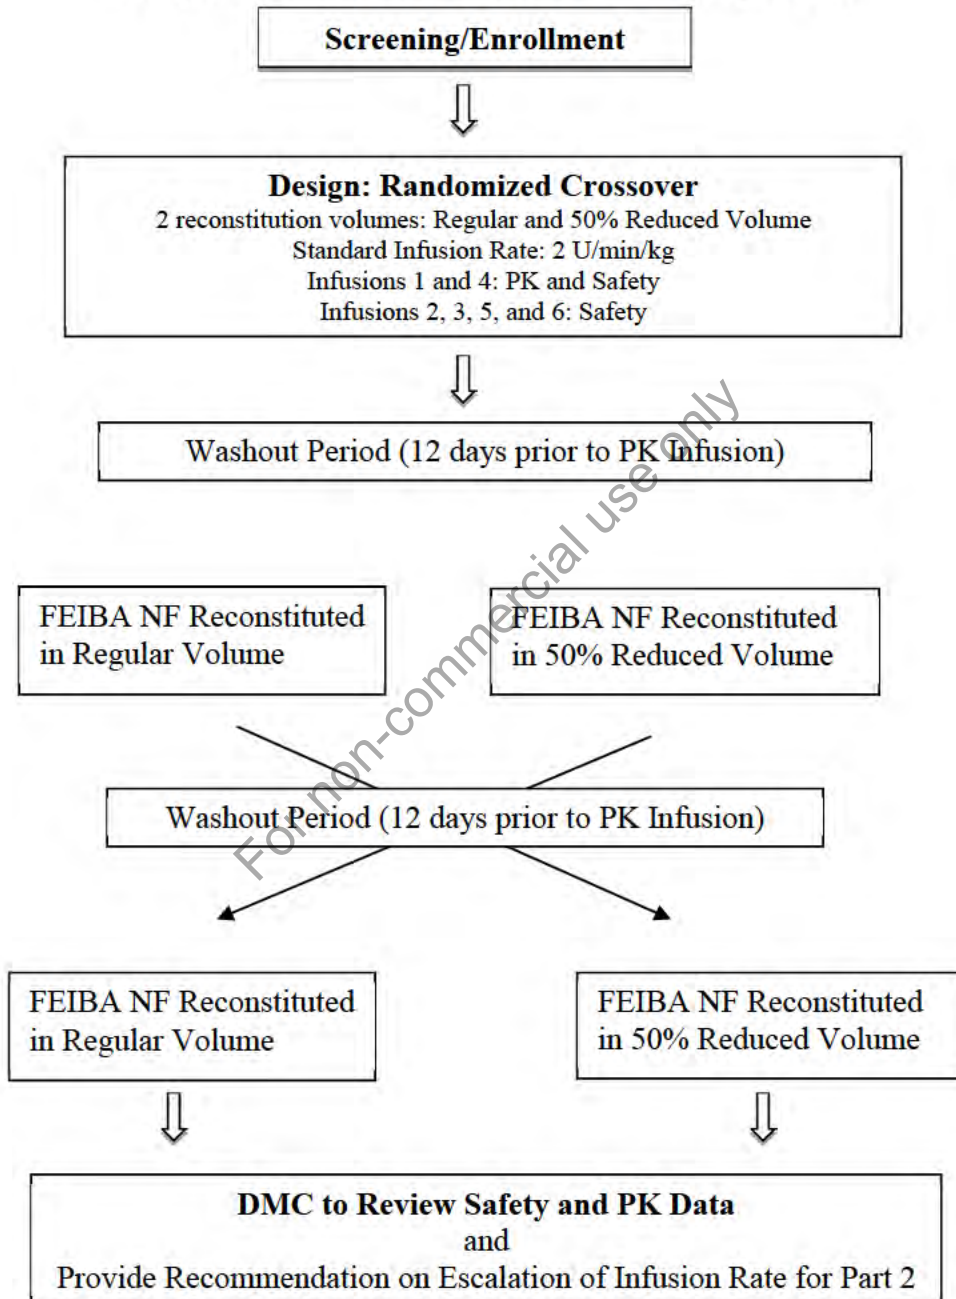 Screening/Enrollment
Design: Randomized Crossover
2 reconstitution volumes: Regular and 50% Reduced Volume
Standard Infusion Rate: 2 U/min/kg
Infusions 1 and 4: PK and Safety
Infusions 2, 3, 5, and 6: Safety
Washout Period (12 days prior to PK Infusion)
FEIBA NF Reconstituted
in Regular Volume
FEIBA NF Reconstituted
in 50% Reduced Volume
Washout Period (12 days prior to PK Infusion)
FEIBA NF Reconstituted
in Regular Volume
FEIBA NF Reconstituted
in 50% Reduced Volume
DMC to Review Safety and PK Data
and
Provide Recommendation on Escalation of Infusion Rate for Part 2
For non-commercial use only